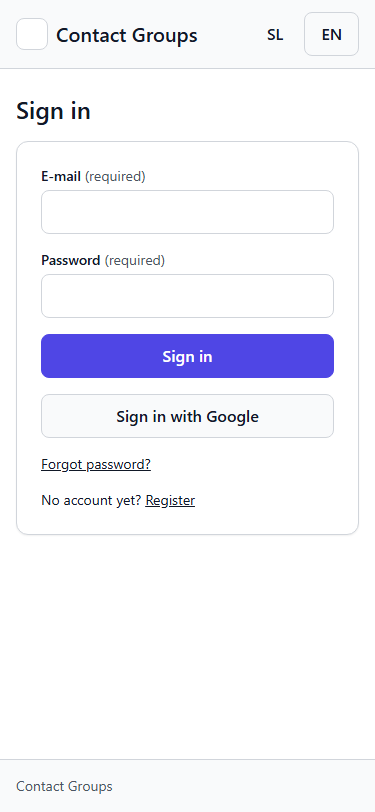 Contact Groups
SL
EN
Sign in
E-mail (required)
Password (required)
Sign in
Sign in with Google
Forgot password?
No account yet? Register
Contact Groups